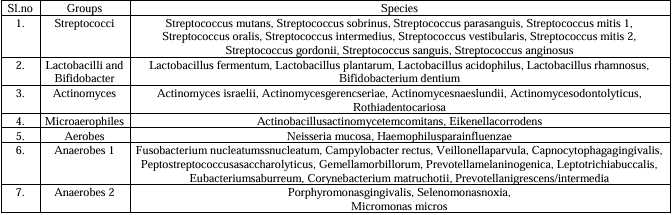 Sl.no Groups Species
1. Streptococci Streptococcus mutans, Streptococcus sobrinus, Streptococcus parasanguis, Streptococcus mitis 1,
Streptococcus oralis, Streptococcus intermedius, Streptococcus vestibularis, Streptococcus mitis 2,
Streptococcus gordonii, Streptococcus sanguis, Streptococcus anginosus
2. Lactobacilli and Lactobacillus fermentum, Lactobacillus plantarum, Lactobacillus acidophilus, Lactobacillus rhamnosus,
Bifidobacter Bifidobacterium dentium
3. Actinomyces Actinomyces israelii, Actinomycesgerencseriae, Actinomycesnaeslundii, Actinomycesodontolyticus,
Rothiadentocariosa
4. Microaerophiles Actinobacillusactinomycetemcomitans, Eikenellacorrodens
5. Aerobes Neisseria mucosa, Haemophilusparainfluenzae
6. Anaerobes 1 Fusobacterium nucleatumssnucleatum, Campylobacter rectus, Veillonellaparvula, Capnocytophagagingivalis,
Peptostreptococcusasaccharolyticus, Gemellamorbillorum, Prevotellamelaninogenica, Leptotrichiabuccalis,
Eubacteriumsaburreum, Corynebacterium matruchotii, Prevotellanigrescens/intermedia
7. Anaerobes 2 Porphyromonasgingivalis, Selenomonasnoxia,
Micromonas micros